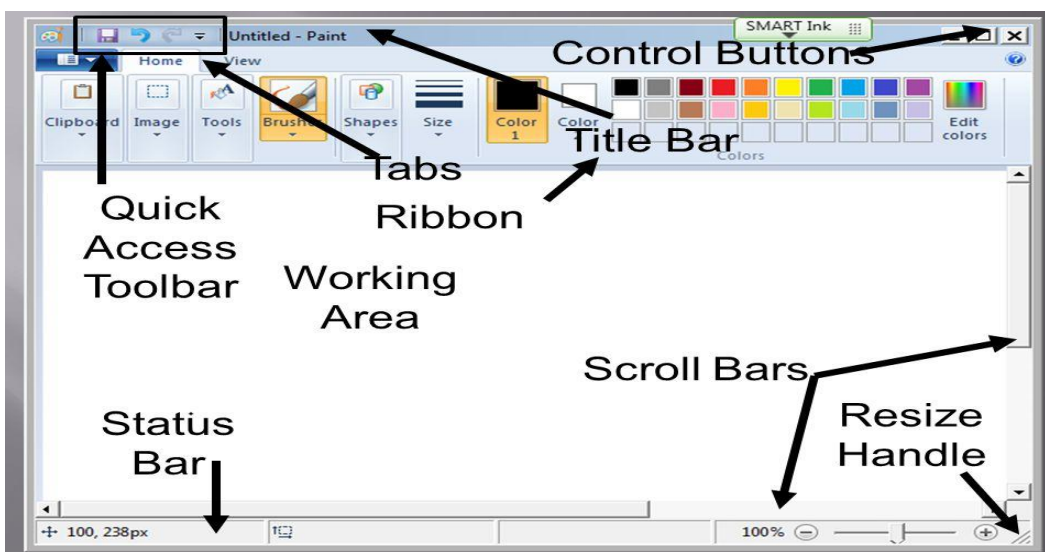 SMART Ink
Untitled - Paint
Control Buttons
Home View
Clipboard Image Tools Brushes Shapes Size Color 1 Color Edit colors
Title Bar
Colors
Tabs
Ribbon
Quick
Access
Toolbar
Working
Area
Scroll Bars
Resize
Handle
Status
Bar
100, 238px
100%